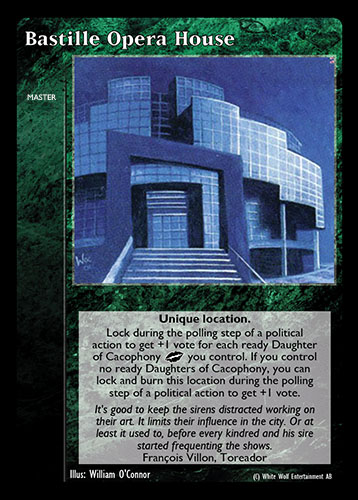 Bastille Opera House
MASTER
Unique location.
Lock during the polling step of a political
action to get +1 vote for each ready Daughter
of Cacophony you control. If you control
no ready Daughters of Cacophony, you can
lock and burn this location during the polling
step of a political action to get +1 vote.
It's good to keep the sirens distracted working on
their art. It limits their influence in the city. Or at
least it used to, before every kindred and his sire
started frequenting the shows.
François Villon, Toreador
Illus: William O'Connor
(C) White Wolf Entertainment AB